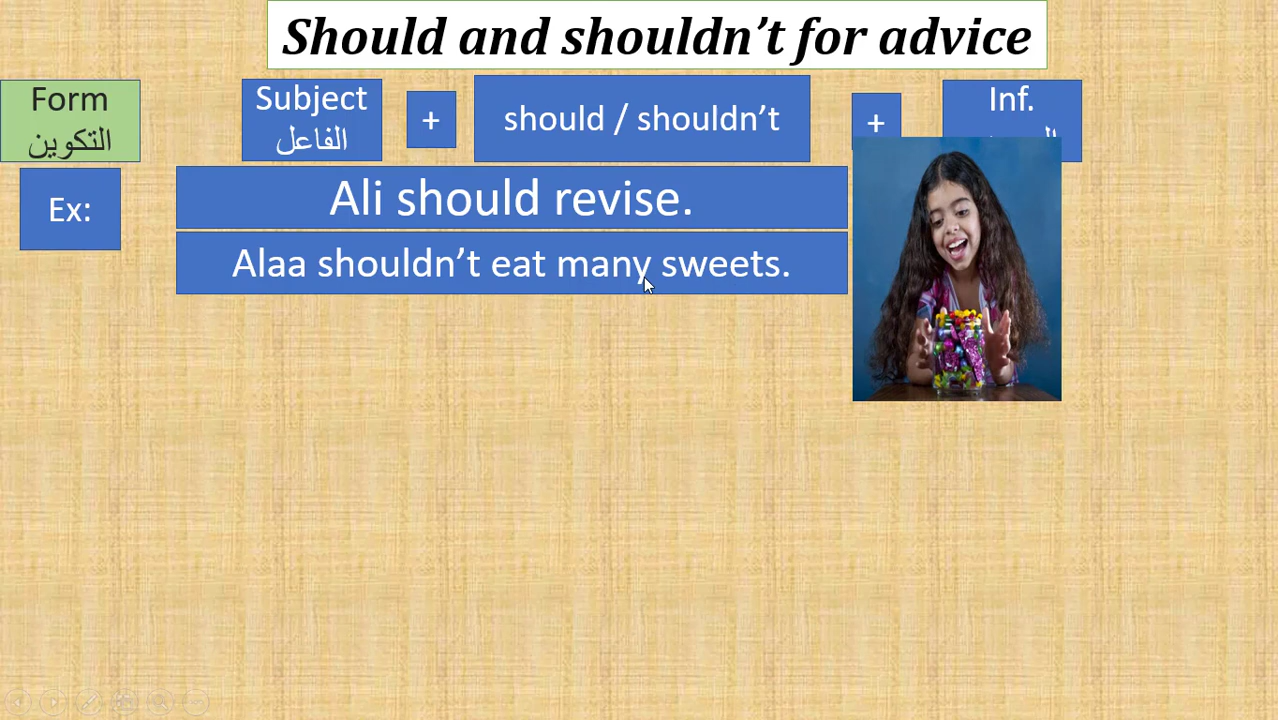 Should and shouldn’t for advice
Form
التكوين
Subject
الفاعل
+
should / shouldn’t
+
Inf.
Ex:
Ali should revise.
Alaa shouldn’t eat many sweets.